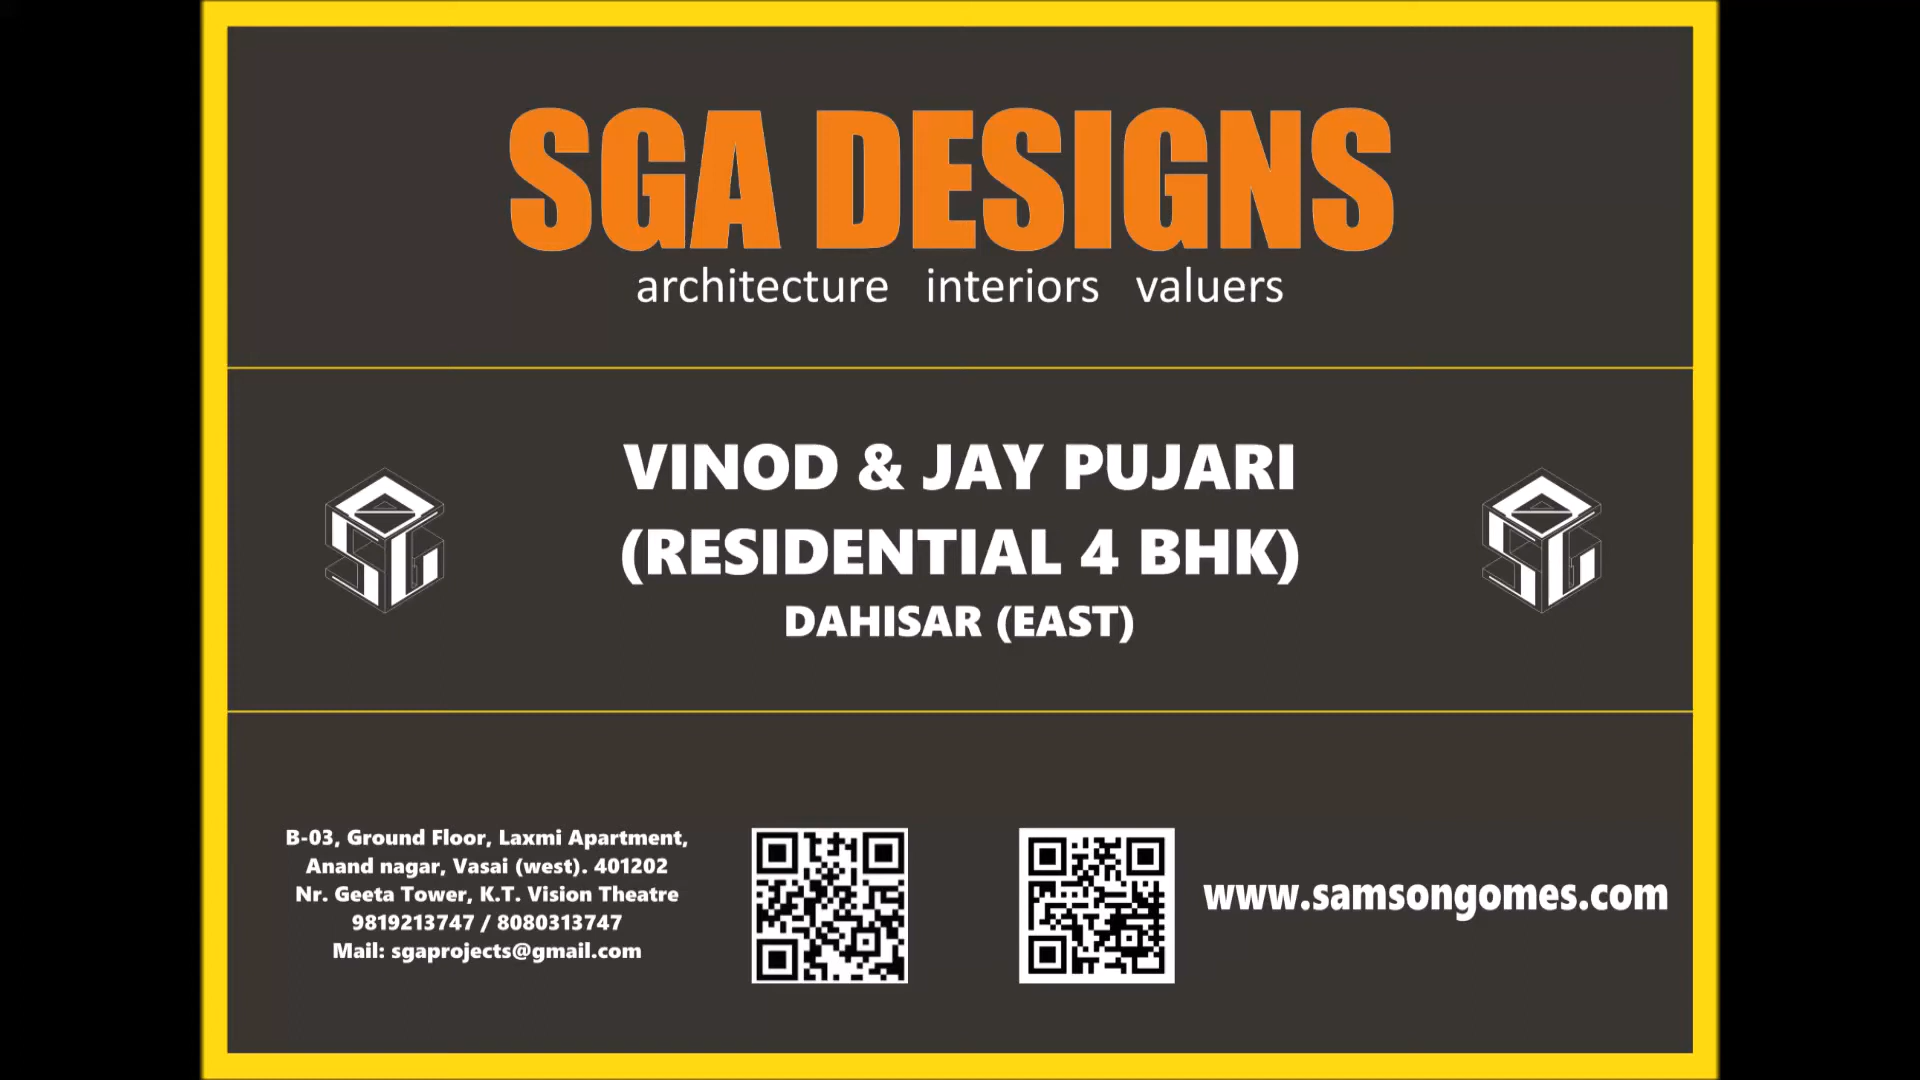 SGA DESIGNS
architecture interiors valuers
VINOD & JAY PUJARI
(RESIDENTIAL 4 BHK)
DAHISAR (EAST)
B-03, Ground Floor, Laxmi Apartment,
Anand nagar, Vasai (west). 401202
Nr. Geeta Tower, K.T. Vision Theatre
9819213747 / 8080313747
Mail: sgaprojects@gmail.com
www.samsongomes.com